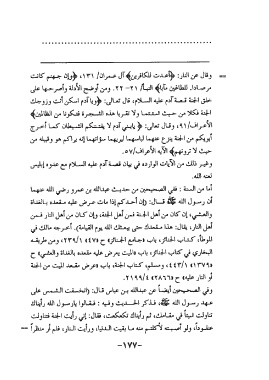 وقال عن النار: ﴿أعدت للكافرين﴾ آل عمران/ ١٣١، ﴿وإن جهنم كانت
مرصادا. للطاغين مآبا﴾ النبأ/ ٢١- ٢٢. ومن أوضح الأدلة وأصرحها على
خلق الجنة قصة آدم عليه السلام، قال تعالى: ﴿ويا آدم اسكن أنت وزوجك
الجنة فكلا من حيث شئتما ولا تقربا هذه الشجرة فتكونا من الظالمين﴾
الأعراف/٩١، وقال تعالى: ﴿يابني آدم لا يفتننكم الشيطان كما أخرج
أبويكم من الجنة ينزع عنهما لباسهما ليريهما سوآتهما إنه يراكم هو وقبيله من
حيث لا ترونهم﴾ الآية الأعراف/٥٧.
وغير ذلك من الآيات الواردة في بيان قصة آدم عليه السلام مع عدوه إبليس
لعنه الله.
أما من السنة : ففي الصحيحين من حديث عبدالله بن عمرو رضي الله عنهما
أن رسول الله ﷺ قال: (إن أحدكم إذا مات عرض عليه مقعده بالغداة
والعشي، إن كان من أهل الجنة فمن أهل الجنة، وإن كان من أهل النار فمن
أهل النار، يقال: هذا مقعدك حتى يبعثك الله يوم القيامة). أخرجه مالك في
الموطأ، كتاب الجنائز، باب «جامع الجنائز» ح «٤٧» ٢٣٩/١، ومن طريقه
البخاري في كتاب الجنائز، باب «الميت يعرض عليه مقعده بالغداة والعشي» ح
«١٣٧٩» ٤٤٣/١، ومسلم، كتاب الجنة، باب «عرض مقعد الميت من الجنة
أو النار عليه» ح «٢٨٦٦» ٢١٩٩/٤.
وفي الصحيحين أيضاً عن عبدالله بن عباس قال: (انخسفت الشمس على
عهد رسول الله ﷺ، فذكر الحديث وفيه : فقالوا يارسول الله رأيناك
تناولت شيئاً في مقامك، ثم رأيناك تكعكعت، فقال: إني رأيت الجنة فتناولت
عنقوداً، ولو أصبته لأكلتم منه ما بقيت الدنيا، ورأيت النار، فلم أر منظراً =
-١٧٧-